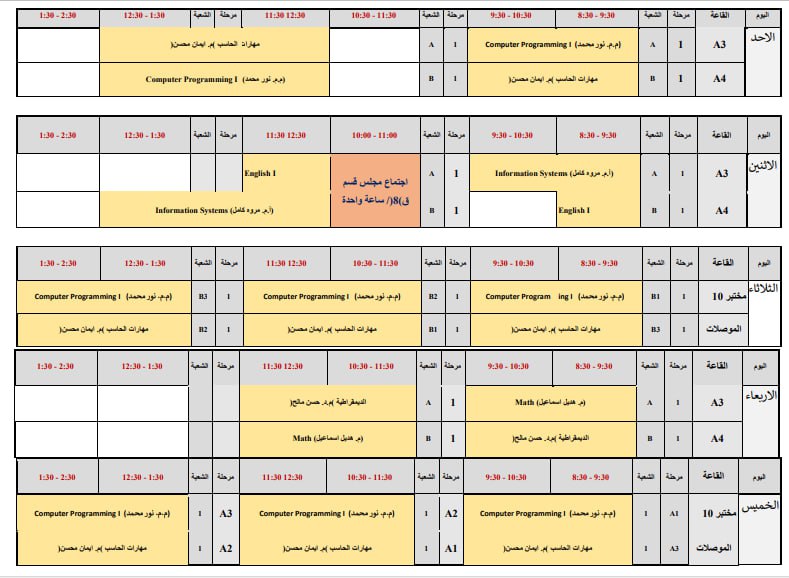 اليوم القاعة مرحلة الشعبة 8:30 - 9:30 9:30 - 10:30 مرحلة الشعبة 10:30 - 11:30 11:30 12:30 12:30 - 1:30 1:30 - 2:30
الاحد A3 1 A Computer Programming I (م.م. نور محمد) 1 A مهارات الحاسب )م. ايمان محسن(
A4 1 B مهارات الحاسب )م. ايمان محسن( 1 B Computer Programming I (م.م. نور محمد)
اليوم القاعة مرحلة الشعبة 8:30 - 9:30 9:30 - 10:30 مرحلة الشعبة 10:00 - 11:00 11:30 12:30 مرحلة الشعبة 12:30 - 1:30 1:30 - 2:30
الاثنين A3 1 A Information Systems (أ.م. مروه كامل) 1 A اجتماع مجلس قسم English I
A4 1 B English I 1 B ق)8(/ ساعة واحدة Information Systems (أ.م. مروه كامل)
اليوم القاعة مرحلة الشعبة 8:30 - 9:30 9:30 - 10:30 مرحلة الشعبة 10:30 - 11:30 11:30 12:30 مرحلة الشعبة 12:30 - 1:30 1:30 - 2:30
الثلاثاء مختبر 10 1 B1 Computer Program ing I (م.م. نور محمد) 1 B2 Computer Programming I (م.م. نور محمد) 1 B3 Computer Programming I (م.م. نور محمد)
الموصلات 1 B3 مهارات الحاسب )م. ايمان محسن( 1 B1 مهارات الحاسب )م. ايمان محسن( 1 B2 مهارات الحاسب )م. ايمان محسن(
اليوم القاعة مرحلة الشعبة 8:30 - 9:30 9:30 - 10:30 مرحلة الشعبة 10:30 - 11:30 11:30 12:30 مرحلة الشعبة 12:30 - 1:30 1:30 - 2:30
الاربعاء A3 1 A Math (م. هديل اسماعيل) 1 A الديمقراطية )م.د. حسن مالح(
A4 1 B الديمقراطية )م.د. حسن مالح( 1 B Math (م. هديل اسماعيل)
اليوم القاعة مرحلة الشعبة 8:30 - 9:30 9:30 - 10:30 مرحلة الشعبة 10:30 - 11:30 11:30 12:30 مرحلة الشعبة 12:30 - 1:30 1:30 - 2:30
الخميس مختبر 10 A1 1 Computer Programming I (م.م. نور محمد) A2 1 Computer Programming I (م.م. نور محمد) A3 1 Computer Programming I (م.م. نور محمد)
الموصلات A3 1 مهارات الحاسب )م. ايمان محسن( A1 1 مهارات الحاسب )م. ايمان محسن( A2 1 مهارات الحاسب )م. ايمان محسن(